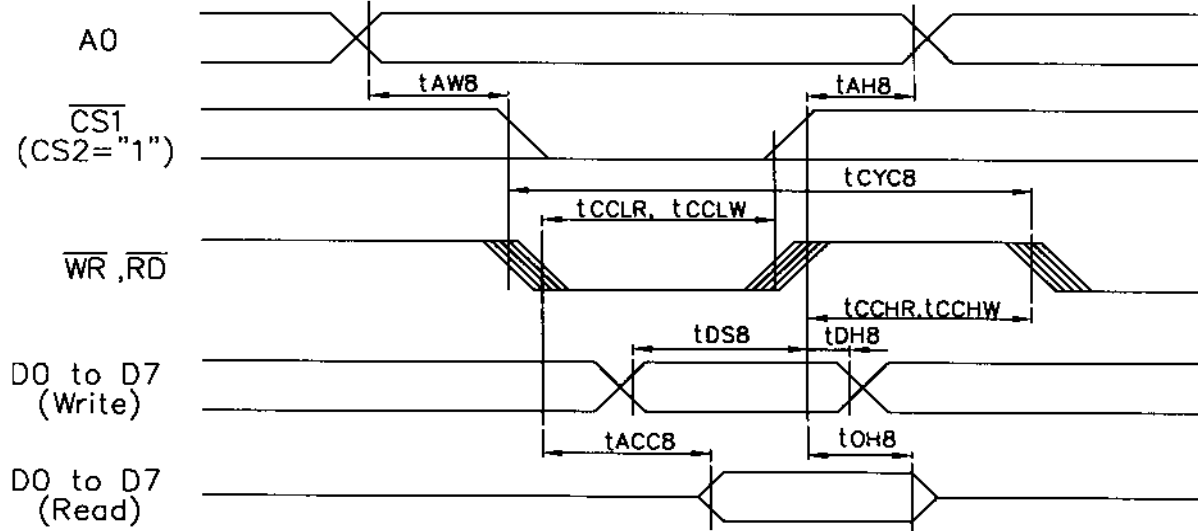 A0
tAW8
tAH8
CS1
(CS2="1")
tCYC8
tCCLR, tCCLW
WR ,RD
tCCHR.tCCHW
tDS8
tDH8
D0 to D7
(Write)
tACC8
tOH8
D0 to D7
(Read)